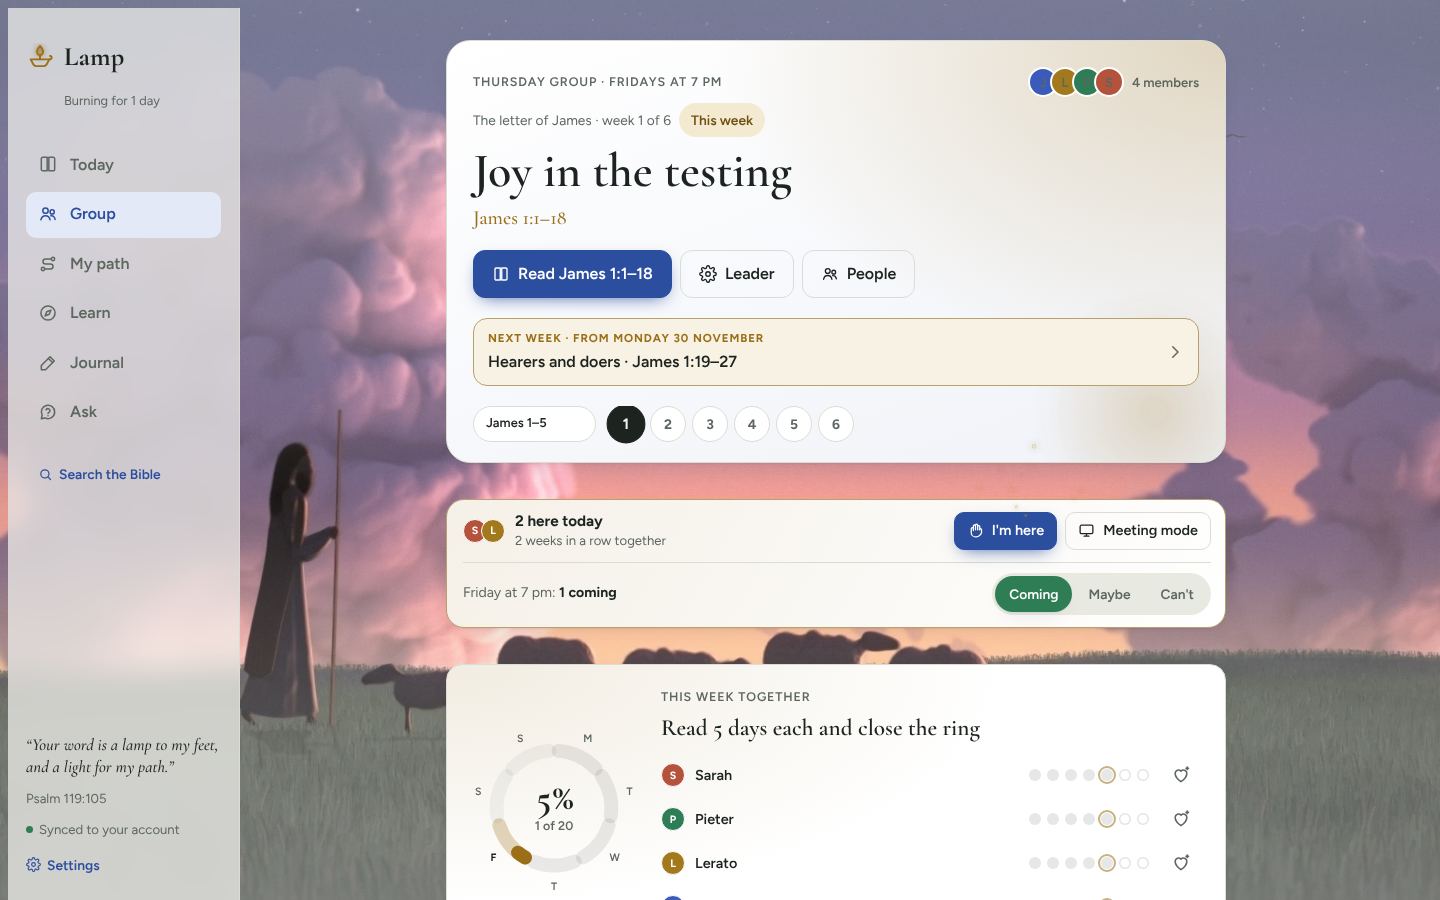 Lamp
Burning for 1 day
Today
Group
My path
Learn
Journal
Ask
Search the Bible
“Your word is a lamp to my feet,
and a light for my path.”
Psalm 119:105
Synced to your account
Settings
THURSDAY GROUP · FRIDAYS AT 7 PM
L S
4 members
The letter of James · week 1 of 6 This week
Joy in the testing
James 1:1–18
Read James 1:1–18
Leader
People
NEXT WEEK · FROM MONDAY 30 NOVEMBER
Hearers and doers · James 1:19–27
James 1–5
1 2 3 4 5 6
S L
2 here today
2 weeks in a row together
I'm here
Meeting mode
Friday at 7 pm: 1 coming
Coming
Maybe
Can't
THIS WEEK TOGETHER
Read 5 days each and close the ring
S M
S T
5%
1 of 20
F W
T
S Sarah
P Pieter
L Lerato